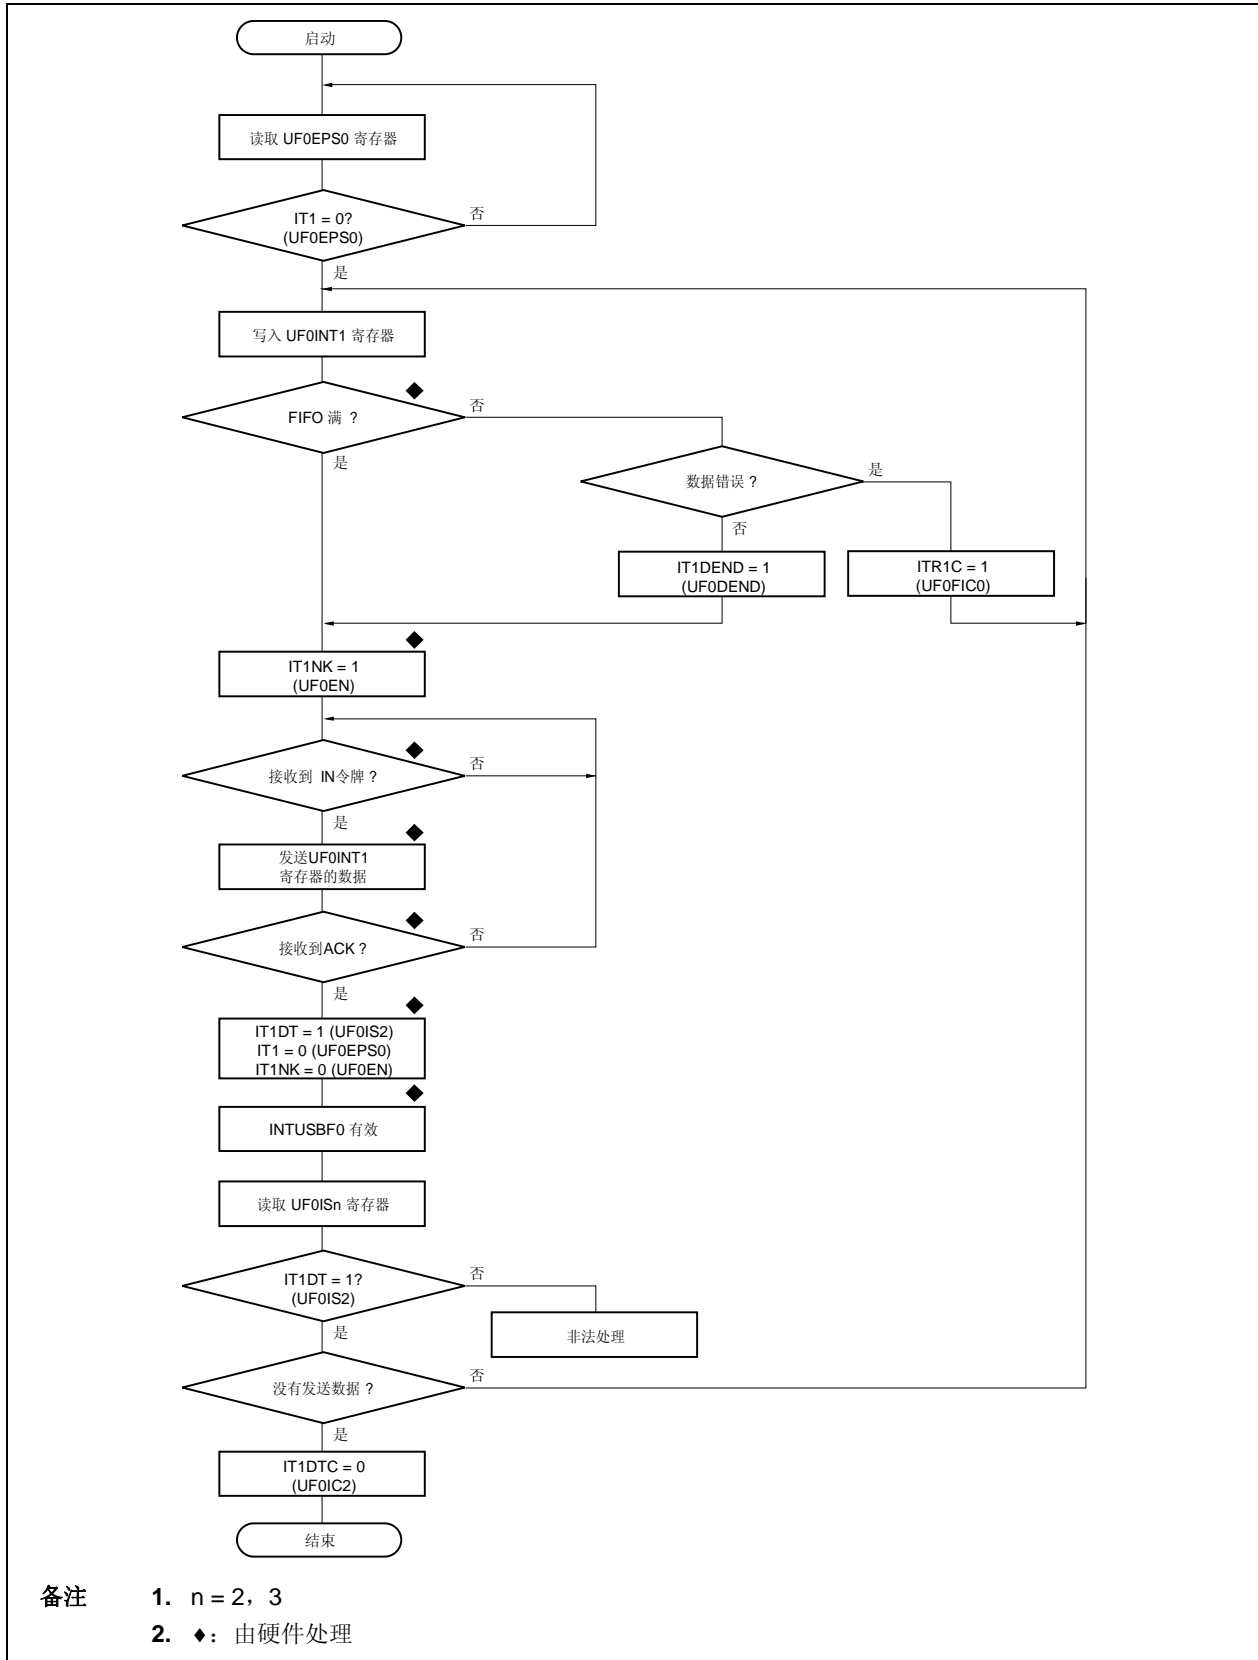 启动
读取 UF0EPS0 寄存器
IT1 = 0?
(UF0EPS0)
否
是
写入 UF0INT1 寄存器
◆
FIFO 满 ?
否
是
数据错误 ?
是
否
IT1DEND = 1
(UF0DEND)
ITR1C = 1
(UF0FIC0)
◆
IT1NK = 1
(UF0EN)
◆
接收到 IN令牌 ?
否
是
◆
发送UF0INT1
寄存器的数据
◆
接收到ACK ?
否
是
◆
IT1DT = 1 (UF0IS2)
IT1 = 0 (UF0EPS0)
IT1NK = 0 (UF0EN)
◆
INTUSBF0 有效
读取 UF0ISn 寄存器
IT1DT = 1?
(UF0IS2)
否
是
非法处理
没有发送数据 ?
否
是
IT1DTC = 0
(UF0IC2)
结束
备注 1. n = 2，3
2. ♦：由硬件处理